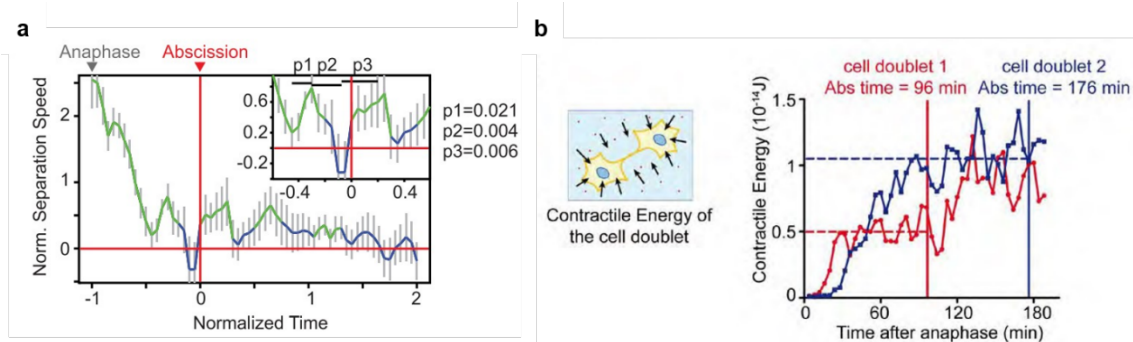 a
Anaphase
Abscission
Norm. Separation Speed
2
1
0
-1
0
1
2
Normalized Time
p1
p2
p3
0.6
0.2
-0.2
-0.4
0
0.4
p1=0.021
p2=0.004
p3=0.006
b
Contractile Energy of
the cell doublet
cell doublet 1
Abs time = 96 min
cell doublet 2
Abs time = 176 min
Contractile Energy (10⁻¹⁴J)
1.5
1
0.5
0
0
60
120
180
Time after anaphase (min)